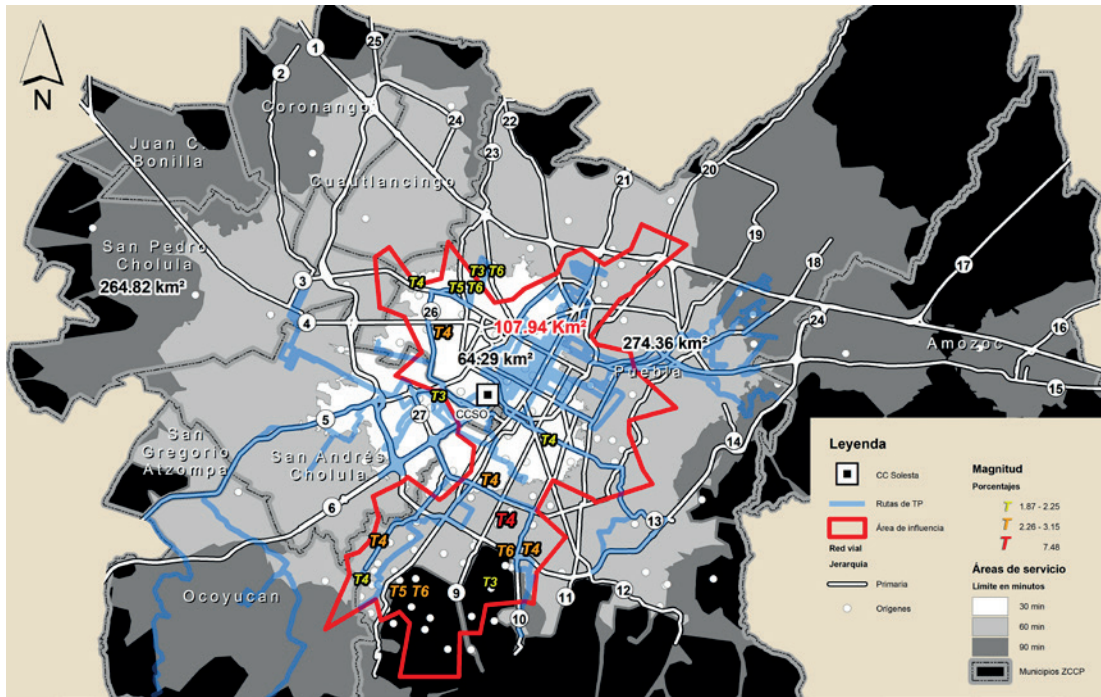 1
25
2
Coronango
24
22
23
Juan C.
Bonilla
Cuautlancingo
21
20
19
San Pedro
Cholula
264.82 km²
3
T4
T3 T6
T5 T6
18
17
26
4
T4
107.94 Km²
64.29 km²
274.36 km²
Puebla
24
16
Amozoc
15
T3
CCSO
27
5
T4
14
San
Gregorio
Atzompa
San Andrés
Cholula
6
T4
13
T4
T4
T6 T4
T4
T5 T6
T3
Ocoyucan
9
11
12
10
N
Leyenda
CC Solesta
Rutas de TP
Área de influencia
Red vial
Jerarquia
Primaria
Orígenes
Magnitud
Porcentajes
T 1.87 - 2.25
T 2.26 - 3.15
T 7.48
Áreas de servicio
Límite en minutos
30 min
60 min
90 min
Municipios ZCCP